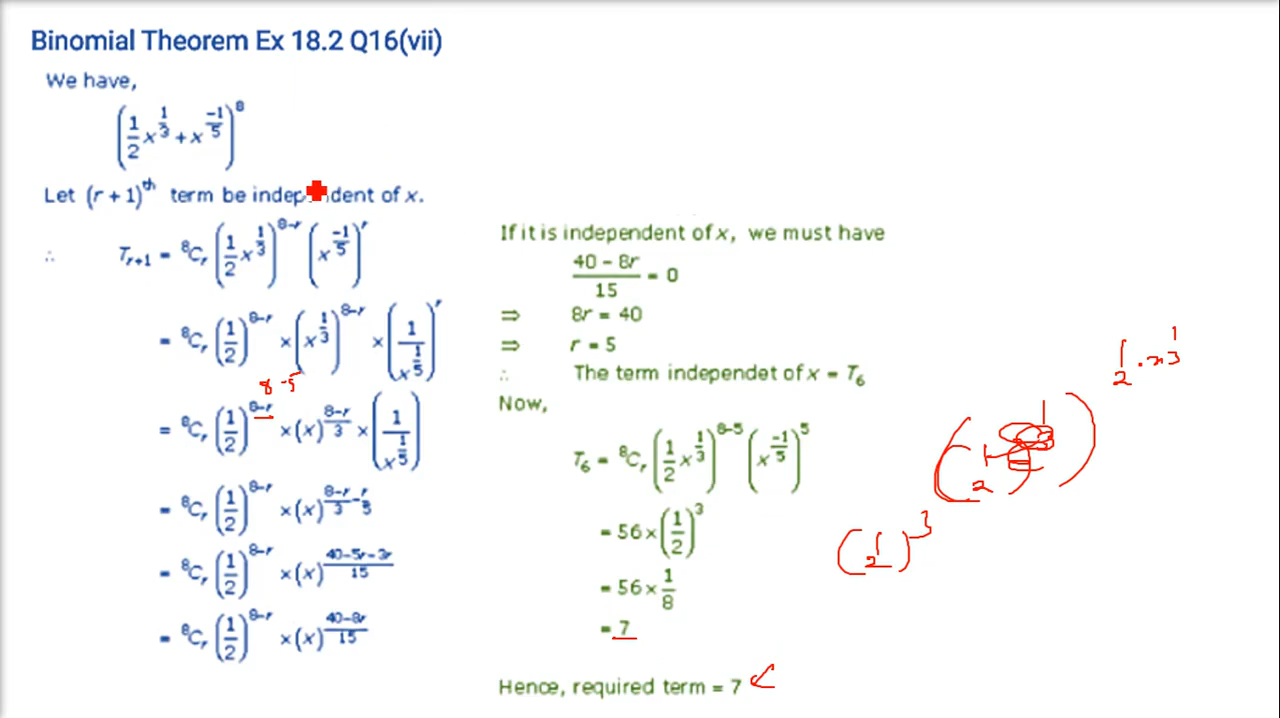 Binomial Theorem Ex 18.2 Q16(vii)
We have,
(1/2 x^(1/3) + x^(-1/5))^8
Let (r + 1)^th term be indep ndent of x.
∴ T_(r+1) = ^8C_r (1/2 x^(1/3))^(8-r) (x^(-1/5))^r
= ^8C_r (1/2)^(8-r) × (x^(1/3))^(8-r) × (1/x^(1/5))^r
8-5
= ^8C_r (1/2)^(8-r) × (x)^((8-r)/3) × (1/x^(1/5))
= ^8C_r (1/2)^(8-r) × (x)^((8-r)/3 - r/5)
= ^8C_r (1/2)^(8-r) × (x)^((40-5r-3r)/15)
= ^8C_r (1/2)^(8-r) × (x)^((40-8r)/15)
If it is independent of x, we must have
(40 - 8r)/15 = 0
⇒ 8r = 40
⇒ r = 5
∴ The term independet of x = T_6
Now,
T_6 = ^8C_r (1/2 x^(1/3))^(8-5) (x^(-1/5))^5
= 56 × (1/2)^3
= 56 × 1/8
= 7
Hence, required term = 7
1/2 · x^(1/3)
(1/2)^3